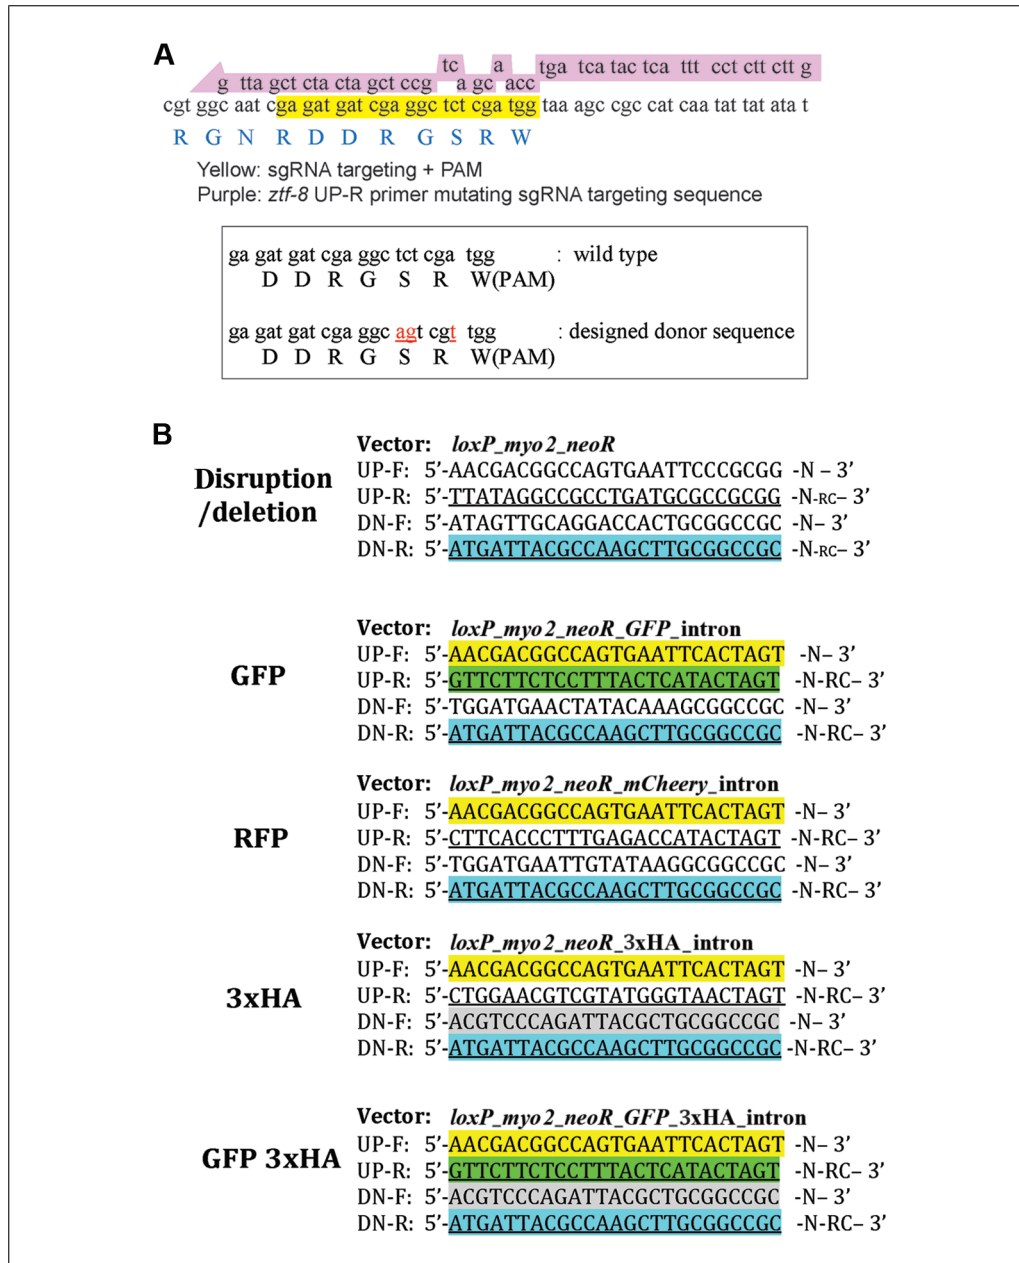 A
tc a tga tca tac tca ttt cct ctt ctt g
g tta gct cta cta gct ccg a gc acc
cgt ggc aat cga gat gat cga ggc tct cga tgg taa agc cgc cat caa tat tat ata t
R G N R D D R G S R W
Yellow: sgRNA targeting + PAM
Purple: ztf-8 UP-R primer mutating sgRNA targeting sequence
ga gat gat cga ggc tct cga tgg : wild type
D D R G S R W(PAM)
ga gat gat cga ggc agt cgt tgg : designed donor sequence
D D R G S R W(PAM)
B
Disruption
/deletion
Vector: loxP_myo2_neoR
UP-F: 5’-AACGACGGCCAGTGAATTCCCGCGG -N – 3’
UP-R: 5’-TTATAGGCCGCCTGATGCGCCGCGG -N-RC– 3’
DN-F: 5’-ATAGTTGCAGGACCACTGCGGCCGC -N– 3’
DN-R: 5’-ATGATTACGCCAAGCTTGCGGCCGC -N-RC– 3’
GFP
Vector: loxP_myo2_neoR_GFP_intron
UP-F: 5’-AACGACGGCCAGTGAATTCACTAGT -N– 3’
UP-R: 5’-GTTCTTCTCCTTTACTCATACTAGT -N-RC– 3’
DN-F: 5’-TGGATGAACTATACAAAGCGGCCGC -N– 3’
DN-R: 5’-ATGATTACGCCAAGCTTGCGGCCGC -N-RC– 3’
RFP
Vector: loxP_myo2_neoR_mCheery_intron
UP-F: 5’-AACGACGGCCAGTGAATTCACTAGT -N– 3’
UP-R: 5’-CTTCACCCTTTGAGACCATACTAGT -N-RC– 3’
DN-F: 5’-TGGATGAATTGTATAAGGCGGCCGC -N– 3’
DN-R: 5’-ATGATTACGCCAAGCTTGCGGCCGC -N-RC– 3’
3xHA
Vector: loxP_myo2_neoR_3xHA_intron
UP-F: 5’-AACGACGGCCAGTGAATTCACTAGT -N– 3’
UP-R: 5’-CTGGAACGTCGTATGGGTAACTAGT -N-RC– 3’
DN-F: 5’-ACGTCCCAGATTACGCTGCGGCCGC -N– 3’
DN-R: 5’-ATGATTACGCCAAGCTTGCGGCCGC -N-RC– 3’
GFP 3xHA
Vector: loxP_myo2_neoR_GFP_3xHA_intron
UP-F: 5’-AACGACGGCCAGTGAATTCACTAGT -N– 3’
UP-R: 5’-GTTCTTCTCCTTTACTCATACTAGT -N-RC– 3’
DN-F: 5’-ACGTCCCAGATTACGCTGCGGCCGC -N– 3’
DN-R: 5’-ATGATTACGCCAAGCTTGCGGCCGC -N-RC– 3’